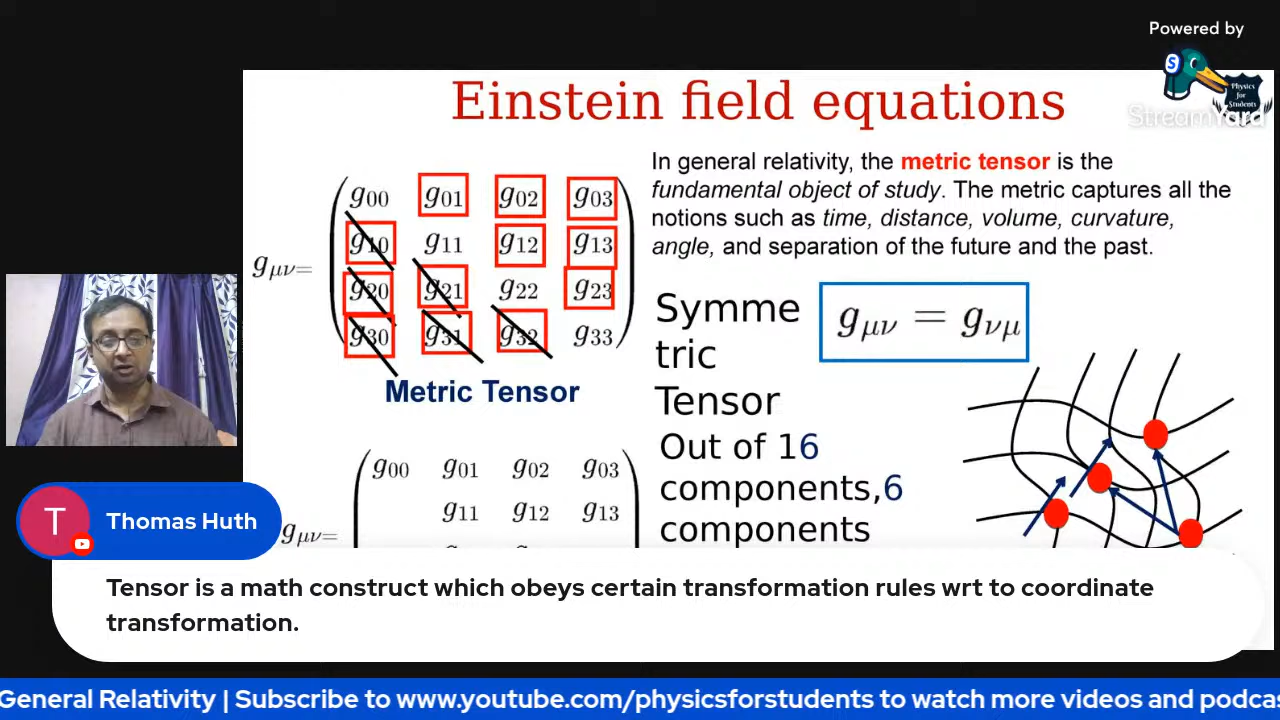 Powered by
S
Physics
for
Students
StreamYard
Einstein field equations
In general relativity, the metric tensor is the
fundamental object of study. The metric captures all the
notions such as time, distance, volume, curvature,
angle, and separation of the future and the past.
gμν=
g00 g01 g02 g03
g10 g11 g12 g13
g20 g21 g22 g23
g30 g31 g32 g33
Metric Tensor
Symme
tric
Tensor
gμν = gνμ
Out of 16
components,6
components
gμν=
g00 g01 g02 g03
g11 g12 g13
T
Thomas Huth
Tensor is a math construct which obeys certain transformation rules wrt to coordinate
transformation.
General Relativity | Subscribe to www.youtube.com/physicsforstudents to watch more videos and podcas